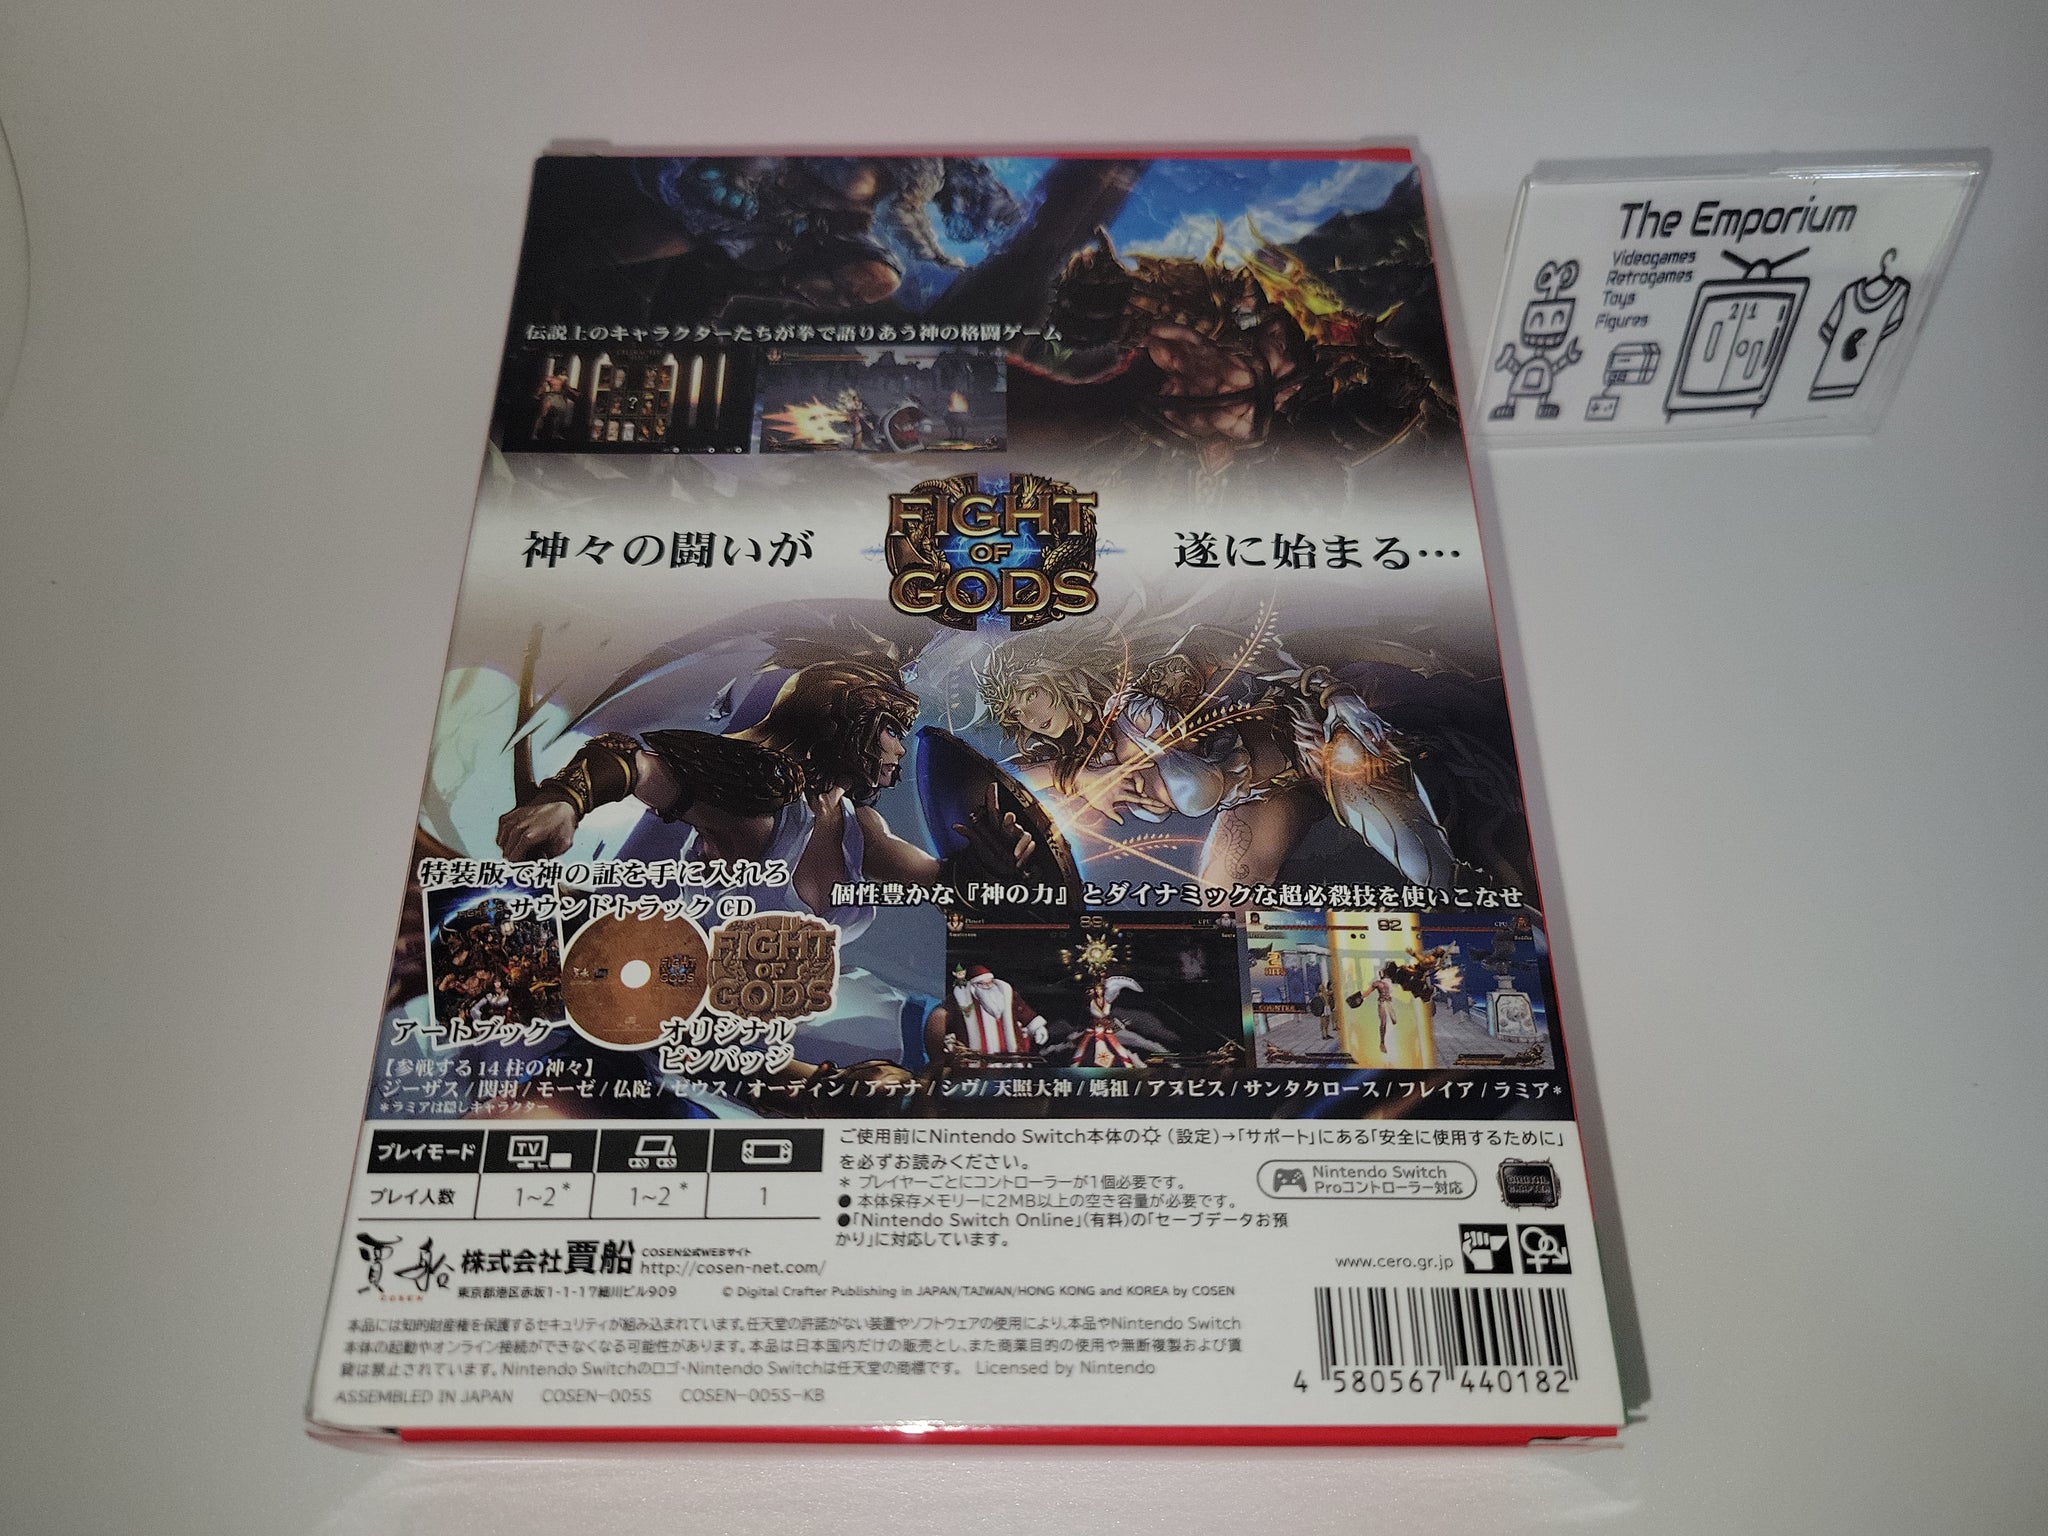 The Emporium
Videogames
Retrogames
Toys
Figures
21
伝説上のキャラクターたちが拳で語りあう神の格闘ゲーム
神々の闘いが
FIGHT
OF
GODS
遂に始まる…
特装版で神の証を手に入れろ
サウンドトラック CD
FIGHT
OF
GODS
アートブック
オリジナル
ピンバッジ
個性豊かな『神の力』とダイナミックな超必殺技を使いこなせ
82
COUNTER
【参戦する14柱の神々】
ジーザス / 関羽 / モーゼ / 仏陀 / ゼウス / オーディン / アテナ / シヴ / 天照大神 / 媽祖 / アヌビス / サンタクロース / フレイア / ラミア*
*ラミアは隠しキャラクター
プレイモード TV
プレイ人数 1~2* 1~2* 1
ご使用前にNintendo Switch本体の(設定)→「サポート」にある「安全に使用するために」
を必ずお読みください。
* プレイヤーごとにコントローラーが1個必要です。
● 本体保存メモリーに2MB以上の空き容量が必要です。
●「Nintendo Switch Online」(有料)の「セーブデータお預
かり」に対応しています。
Nintendo Switch
Proコントローラー対応
www.cero.gr.jp
賈船
COSEN
株式会社賈船
COSEN公式WEBサイト
http://cosen-net.com/
東京都港区赤坂1-1-17細川ビル909
© Digital Crafter Publishing in JAPAN/TAIWAN/HONG KONG and KOREA by COSEN
本品には知的財産権を保護するセキュリティが組み込まれています。任天堂の許諾がない装置やソフトウェアの使用により、本品やNintendo Switch
本体の起動やオンライン接続ができなくなる可能性があります。本品は日本国内だけの販売とし、また商業目的の使用や無断複製および賃
貸は禁止されています。Nintendo Switchのロゴ・Nintendo Switchは任天堂の商標です。 Licensed by Nintendo
ASSEMBLED IN JAPAN COSEN-005S COSEN-005S-KB
4 580567 440182